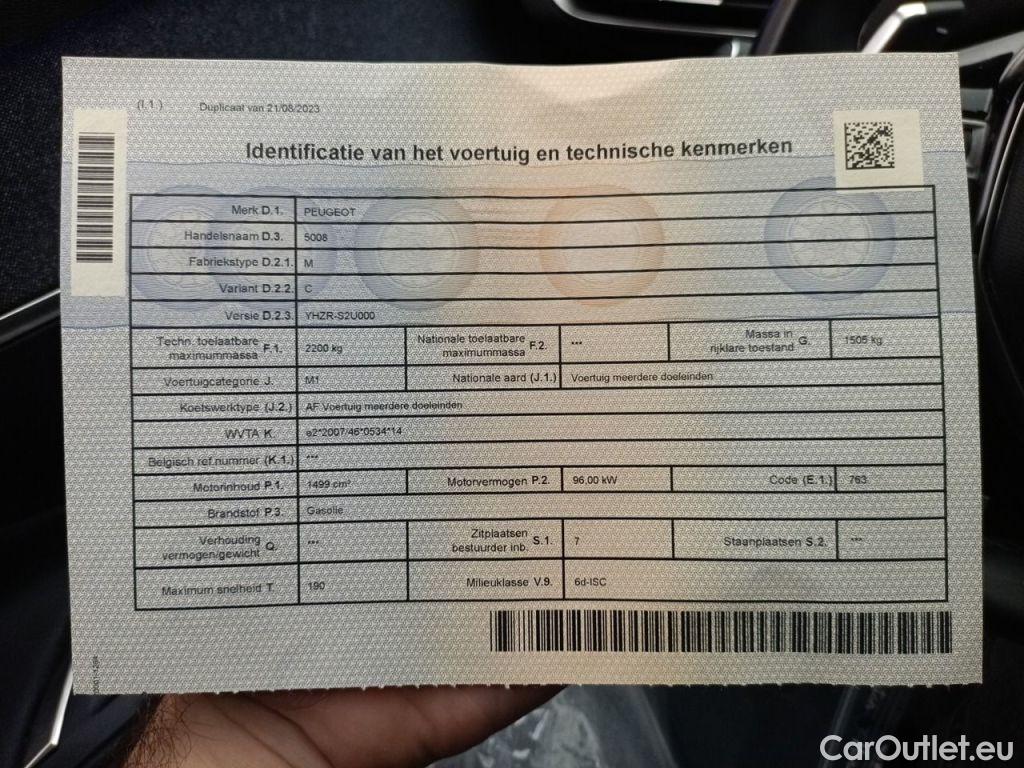 (I.1.) Duplicaat van 21/08/2023
Identificatie van het voertuig en technische kenmerken
Merk D.1. PEUGEOT
Handelsnaam D.3. 5008
Fabriekstype D.2.1. M
Variant D.2.2. C
Versie D.2.3. YHZR-S2U000
Techn. toelaatbare maximummassa F.1. 2200 kg Nationale toelaatbare maximummassa F.2. *** Massa in rijklare toestand G. 1505 kg
Voertuigcategorie J. M1 Nationale aard (J.1.) Voertuig meerdere doeleinden
Koetswerktype (J.2.) AF Voertuig meerdere doeleinden
WVTA K. e2*2007/46*0534*14
Belgisch ref.nummer (K.1.) ***
Motorinhoud P.1. 1499 cm³ Motorvermogen P.2. 96,00 kW Code (E.1.) 763
Brandstof P.3. Gasolie
Verhouding vermogen/gewicht Q. *** Zitplaatsen bestuurder inb. S.1. 7 Staanplaatsen S.2. ***
Maximum snelheid T. 190 Milieuklasse V.9. 6d-ISC
CarOutlet.eu